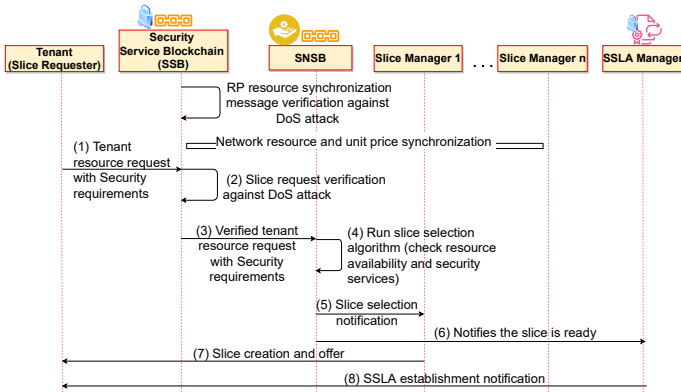 Tenant
(Slice Requester)
Security
Service Blockchain
(SSB)
SNSB
Slice Manager 1
. . .
Slice Manager n
SSLA Manager
RP resource synchronization
message verification against
DoS attack
Network resource and unit price synchronization
(1) Tenant
resource request
with Security
requirements
(2) Slice request verification
against DoS attack
(3) Verified tenant
resource request
with Security
requirements
(4) Run slice selection
algorithm (check resource
availability and security
services)
(5) Slice selection
notification
(6) Notifies the slice is ready
(7) Slice creation and offer
(8) SSLA establishment notification